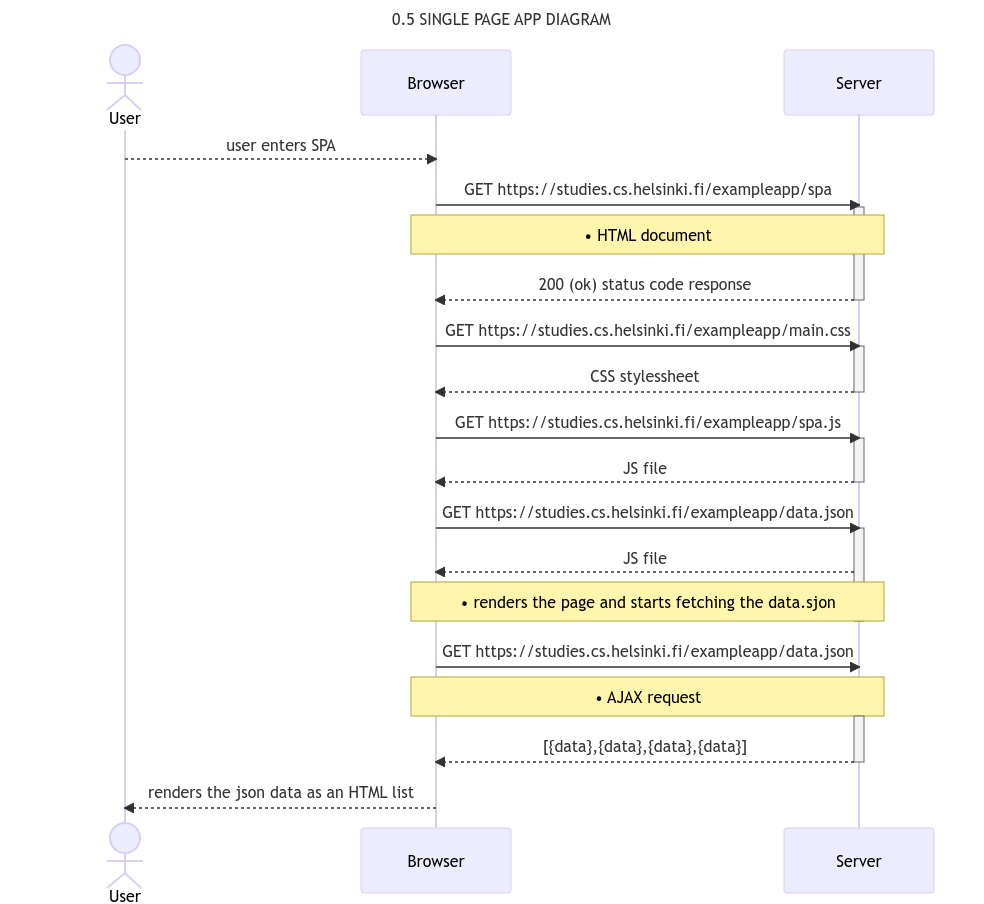 0.5 SINGLE PAGE APP DIAGRAM
User
Browser
Server
user enters SPA
GET https://studies.cs.helsinki.fi/exampleapp/spa
• HTML document
200 (ok) status code response
GET https://studies.cs.helsinki.fi/exampleapp/main.css
CSS stylessheet
GET https://studies.cs.helsinki.fi/exampleapp/spa.js
JS file
GET https://studies.cs.helsinki.fi/exampleapp/data.json
JS file
• renders the page and starts fetching the data.sjon
GET https://studies.cs.helsinki.fi/exampleapp/data.json
• AJAX request
[{data},{data},{data},{data}]
renders the json data as an HTML list
User
Browser
Server